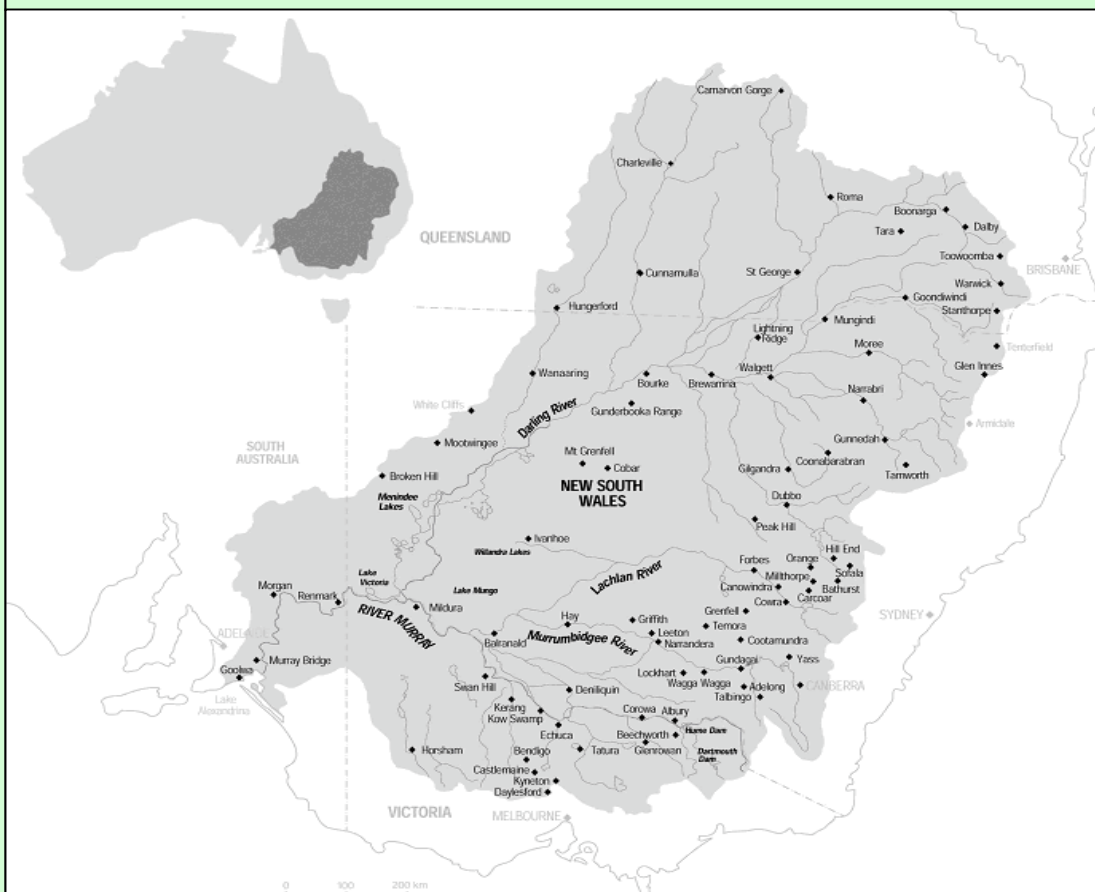 Carnarvon Gorge
Charleville
Roma
Boonarga
Dalby
Tara
QUEENSLAND
Toowoomba
BRISBANE
Cunnamulla
St George
Warwick
Goondiwindi
Hungerford
Stanthorpe
Mungindi
Lightning
Ridge
Moree
Tenterfield
Glen Innes
Walgett
Wanaaring
Bourke
Brewarrina
Narrabri
White Cliffs
Darling River
Gunderbooka Range
Armidale
Mootwingee
Gunnedah
SOUTH
AUSTRALIA
Mt Grenfell
Coonabarabran
Cobar
Gilgandra
Tamworth
Broken Hill
NEW SOUTH
WALES
Menindee
Lakes
Dubbo
Peak Hill
Ivanhoe
Willandra Lakes
Hill End
Orange
Forbes
Sofala
Millthorpe
Lake
Victoria
Lachlan River
Morgan
Renmark
Lake Mungo
Canowindra
Bathurst
Carcoar
Cowra
Mildura
RIVER MURRAY
Grenfell
SYDNEY
Hay
Griffith
Temora
ADELAIDE
Leeton
Balranald
Murrumbidgee River
Narrandera
Cootamundra
Murray Bridge
Goolwa
Gundagai
Yass
Lockhart
Wagga Wagga
Swan Hill
Deniliquin
Adelong
CANBERRA
Talbingo
Lake
Alexandrina
Kerang
Kow Swamp
Corowa
Albury
Echuca
Beechworth
Hume Dam
Horsham
Bendigo
Tatura
Glenrowan
Dartmouth
Dam
Castlemaine
Kyneton
Daylesford
VICTORIA
MELBOURNE
0 100 200 km